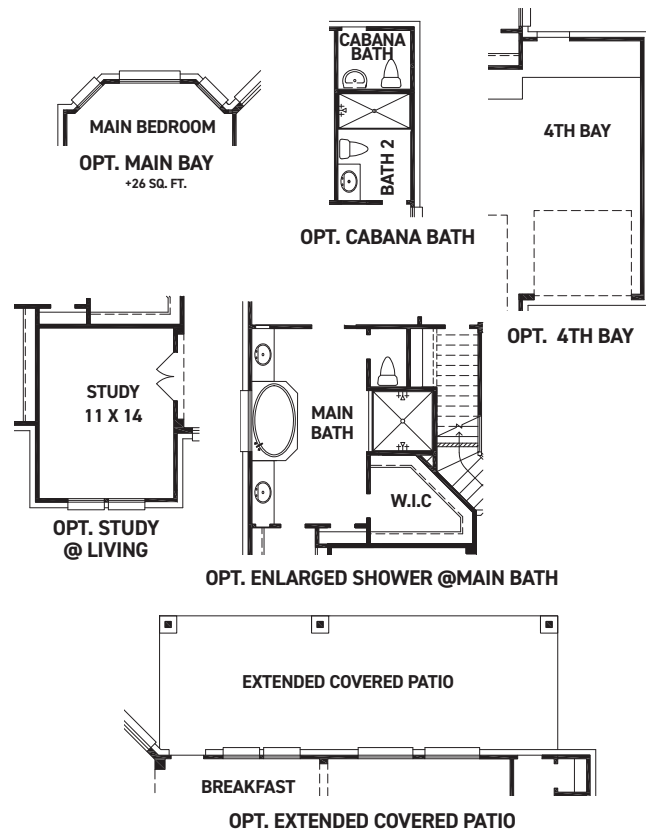 MAIN BEDROOM
OPT. MAIN BAY
+26 SQ. FT.
CABANA
BATH
BATH 2
OPT. CABANA BATH
4TH BAY
OPT. 4TH BAY
STUDY
11 X 14
OPT. STUDY
@ LIVING
MAIN
BATH
W.I.C
OPT. ENLARGED SHOWER @MAIN BATH
EXTENDED COVERED PATIO
BREAKFAST
OPT. EXTENDED COVERED PATIO